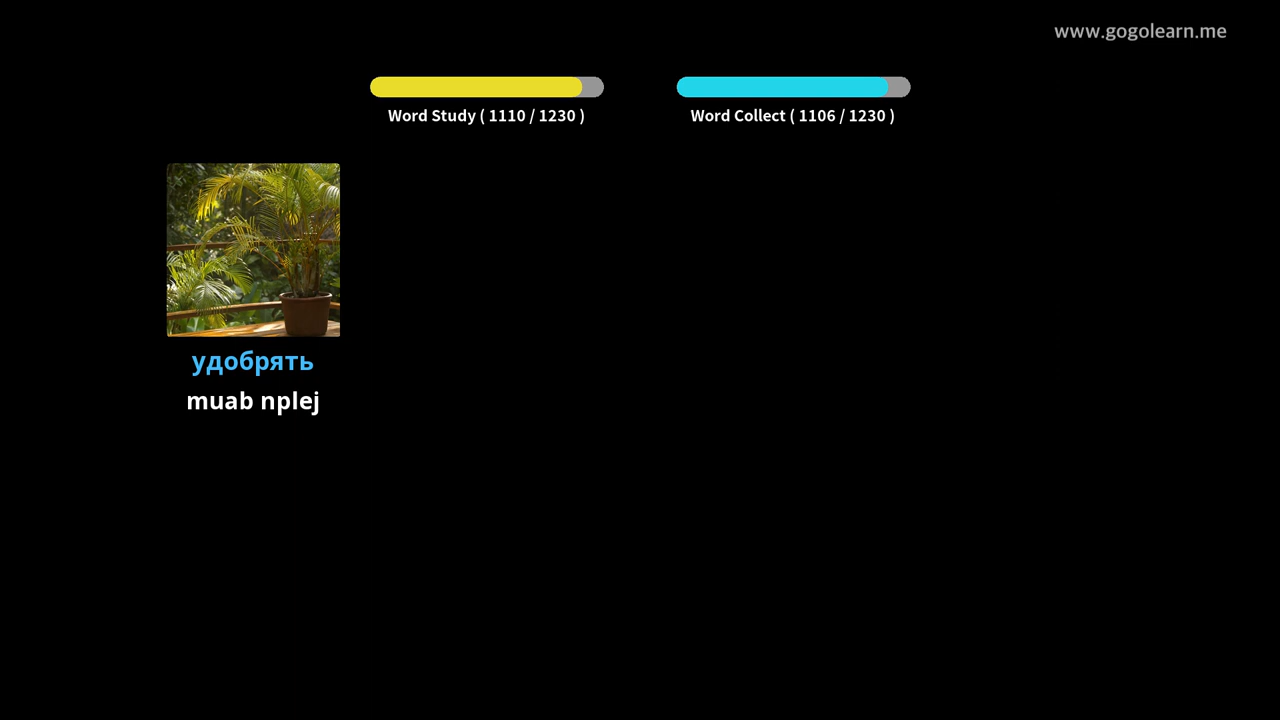 www.gogolearn.me
Word Study ( 1110 / 1230 )
Word Collect ( 1106 / 1230 )
удобрять
muab nplej